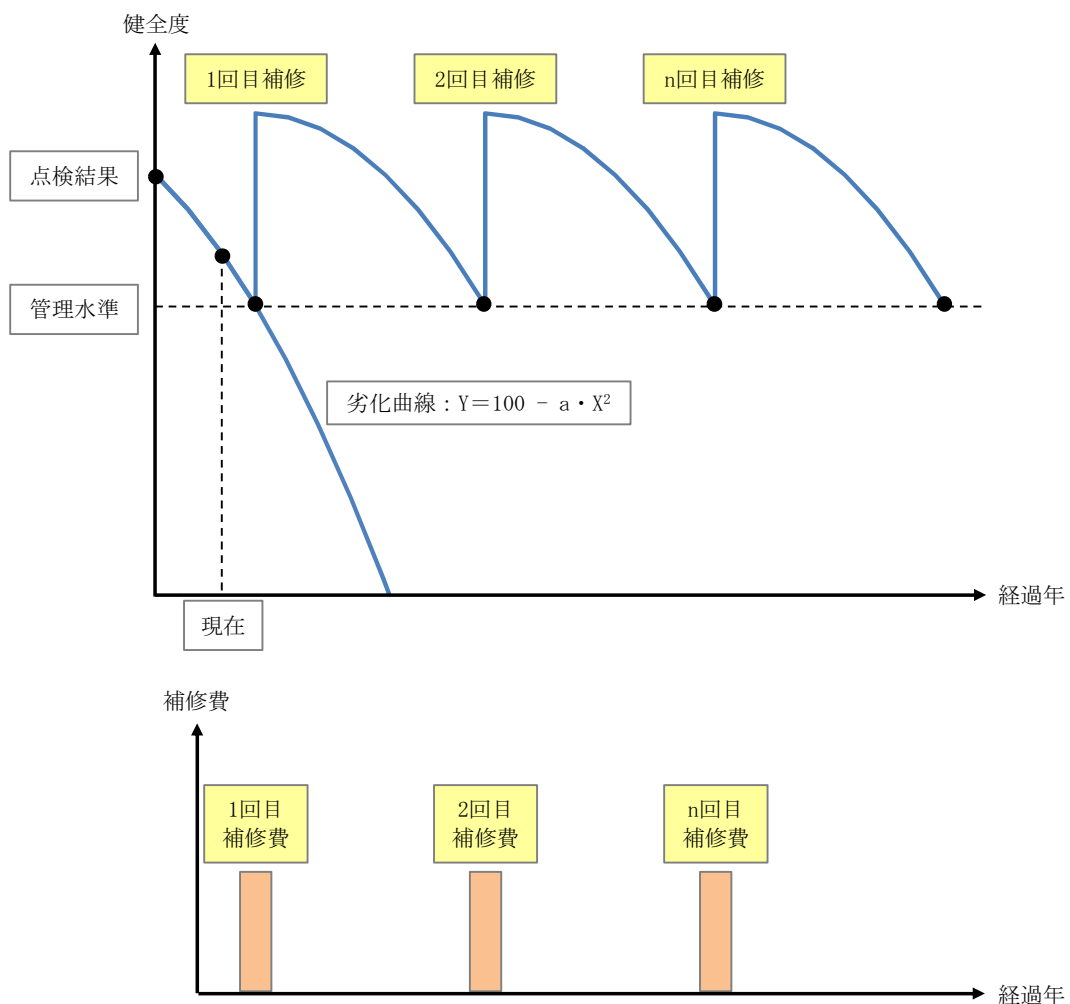 健全度
1回目補修
2回目補修
n回目補修
点検結果
管理水準
劣化曲線：Y＝100 － a・X²
経過年
現在
補修費
1回目
補修費
2回目
補修費
n回目
補修費
経過年